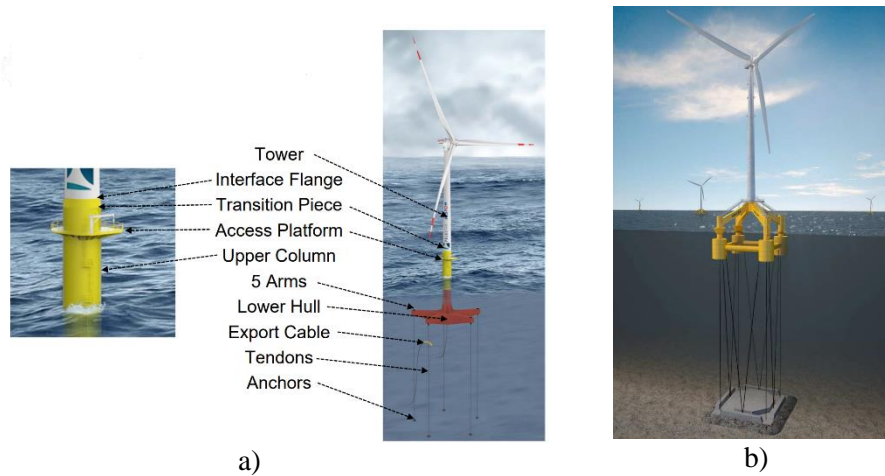 Tower
Interface Flange
Transition Piece
Access Platform
Upper Column
5 Arms
Lower Hull
Export Cable
Tendons
Anchors
a)
b)